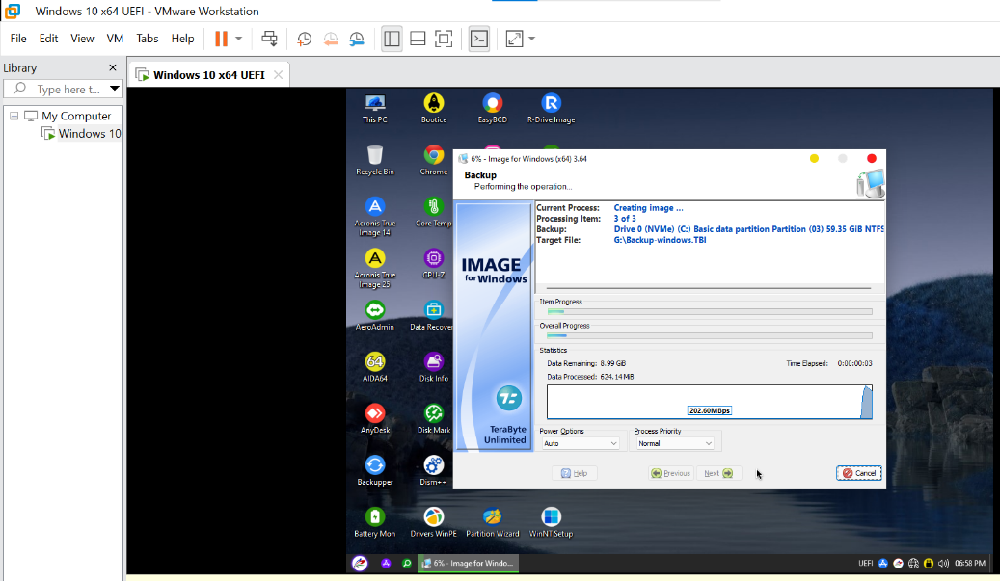 Windows 10 x64 UEFI - VMware Workstation
File Edit View VM Tabs Help
Library
Type here t...
My Computer
Windows 10
Windows 10 x64 UEFI
This PC
Bootice
EasyBCD
R-Drive Image
Recycle Bin
Chrome
Acronis True
Image 14
Core Temp
Acronis True
Image 25
CPU-Z
AeroAdmin
Data Recove
64
AIDA64
Disk Info
AnyDesk
Disk Mark
Backupper
Dism++
Battery Mon
Drivers WinPE
Partition Wizard
WinNT Setup
6% - Image for Windows (x64) 3.64
Backup
Performing the operation...
IMAGE
for Windows
TeraByte
Unlimited
Current Process: Creating image ...
Processing Item: 3 of 3
Backup: Drive 0 (NVMe) (C:) Basic data partition Partition (03) 59.35 GiB NTFS
Target File: G:\Backup-windows.TBI
Item Progress
Overall Progress
Statistics
Data Remaining: 8.99 GiB
Time Elapsed: 0:00:00:03
Data Processed: 624.14 MiB
202.60MBps
Power Options
Process Priority
Auto
Normal
Help
Previous
Next
Cancel
6% - Image for Windo...
UEFI
06:58 PM